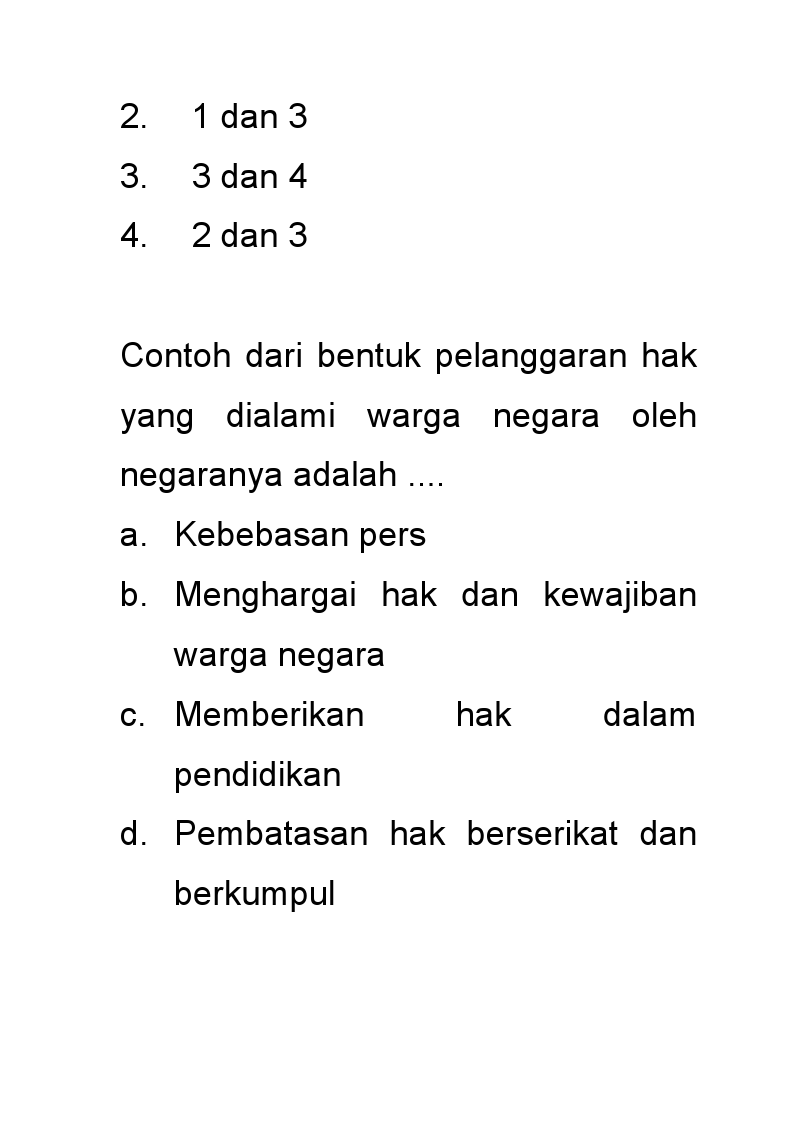 2. 1 dan 3
3. 3 dan 4
4. 2 dan 3
Contoh dari bentuk pelanggaran hak
yang dialami warga negara oleh
negaranya adalah ....
a. Kebebasan pers
b. Menghargai hak dan kewajiban
warga negara
c. Memberikan hak dalam
pendidikan
d. Pembatasan hak berserikat dan
berkumpul